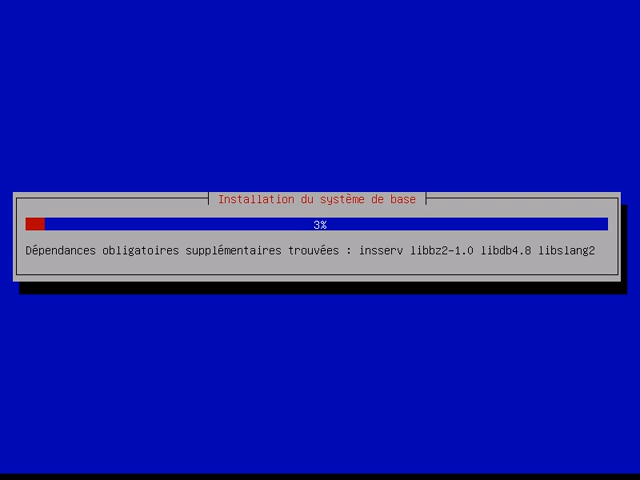 Installation du système de base
3%
Dépendances obligatoires supplémentaires trouvées : insserv libbz2-1.0 libdb4.8 libslang2